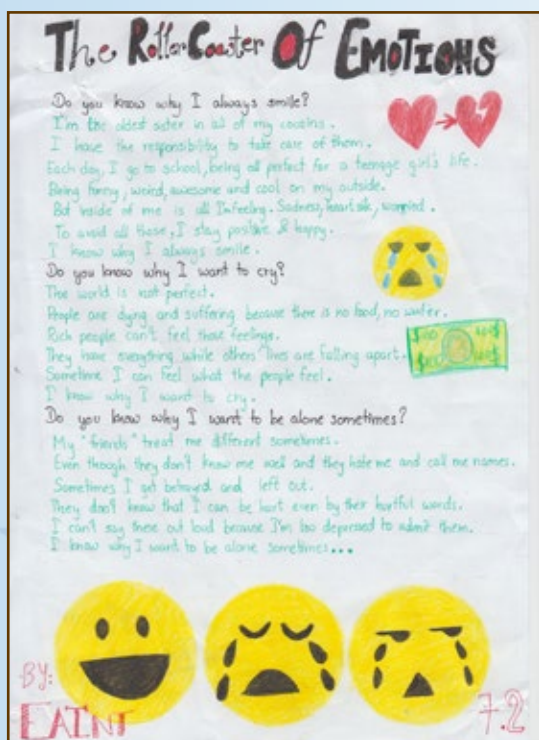 The Roller Coaster Of EMOTIONS
Do you know why I always smile?
I'm the oldest sister in all of my cousins.
I have the responsibility to take care of them.
Each day, I go to school, being all perfect for a teenage girl's life.
Being funny, weird, awesome and cool on my outside.
But inside of me is all I'm feeling. Sadness, heartache, worried.
To avoid all those, I stay positive & happy.
I know why I always smile.
Do you know why I want to cry?
The world is not perfect.
People are dying and suffering because there is no food, no water.
Rich people can't feel those feelings.
They have everything while others' lives are falling apart.
Sometime I can feel what the people feel.
I know why I want to cry.
Do you know why I want to be alone sometimes?
My "friends" treat me different sometimes.
Even though they don't know me well and they hate me and call me names.
Sometimes I get betrayed and left out.
They don't know that I can be hurt even by their hurtful words.
I can't say these out loud because I'm too depressed to admit them.
I know why I want to be alone sometimes...
BY:
EAINT
7.2